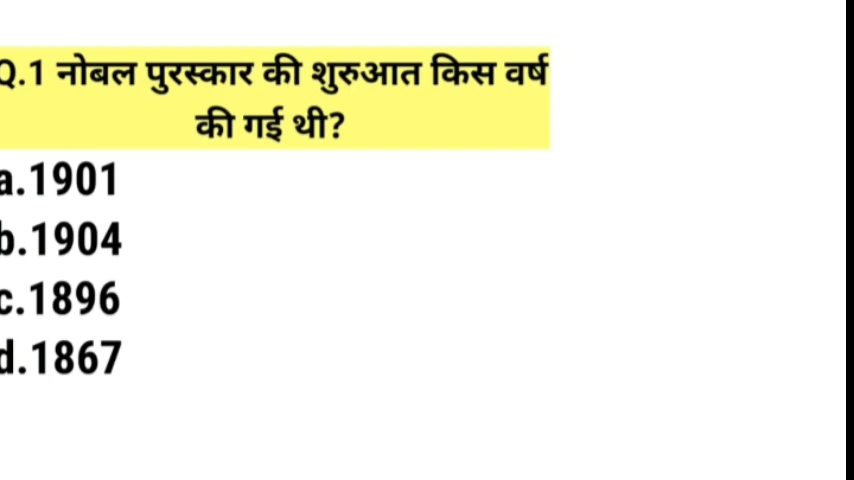 Q.1 नोबल पुरस्कार की शुरुआत किस वर्ष
की गई थी?
a.1901
b.1904
c.1896
d.1867